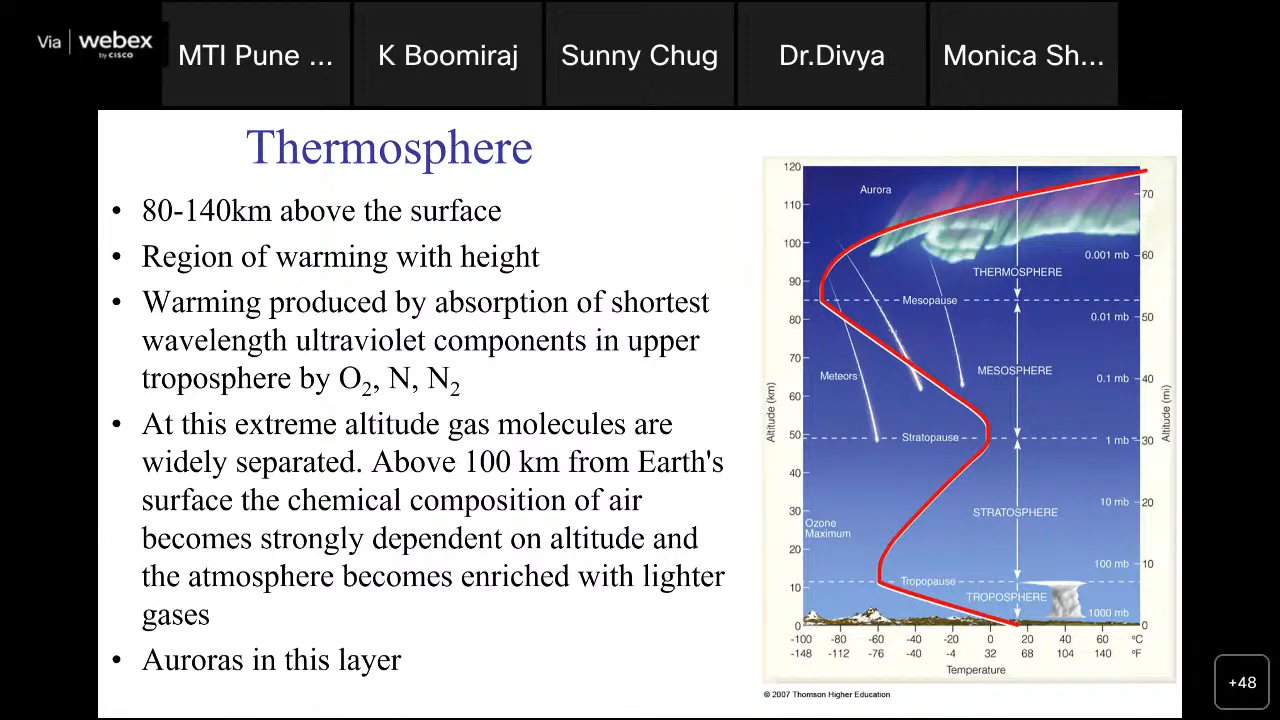 Via webex
by CISCO
MTI Pune ...
K Boomiraj
Sunny Chug
Dr.Divya
Monica Sh...
Thermosphere
• 80-140km above the surface
• Region of warming with height
• Warming produced by absorption of shortest
wavelength ultraviolet components in upper
troposphere by O₂, N, N₂
• At this extreme altitude gas molecules are
widely separated. Above 100 km from Earth's
surface the chemical composition of air
becomes strongly dependent on altitude and
the atmosphere becomes enriched with lighter
gases
• Auroras in this layer
120
110
100
90
80
70
60
50
40
30
20
10
0
Altitude (km)
Aurora
THERMOSPHERE
Mesopause
MESOSPHERE
Meteors
Stratopause
STRATOSPHERE
Ozone
Maximum
Tropopause
TROPOSPHERE
0.001 mb
0.01 mb
0.1 mb
1 mb
10 mb
100 mb
1000 mb
70
60
50
40
30
20
10
0
Altitude (mi)
-100 -80 -60 -40 -20 0 20 40 60 °C
-148 -112 -76 -40 -4 32 68 104 140 °F
Temperature
© 2007 Thomson Higher Education
+48